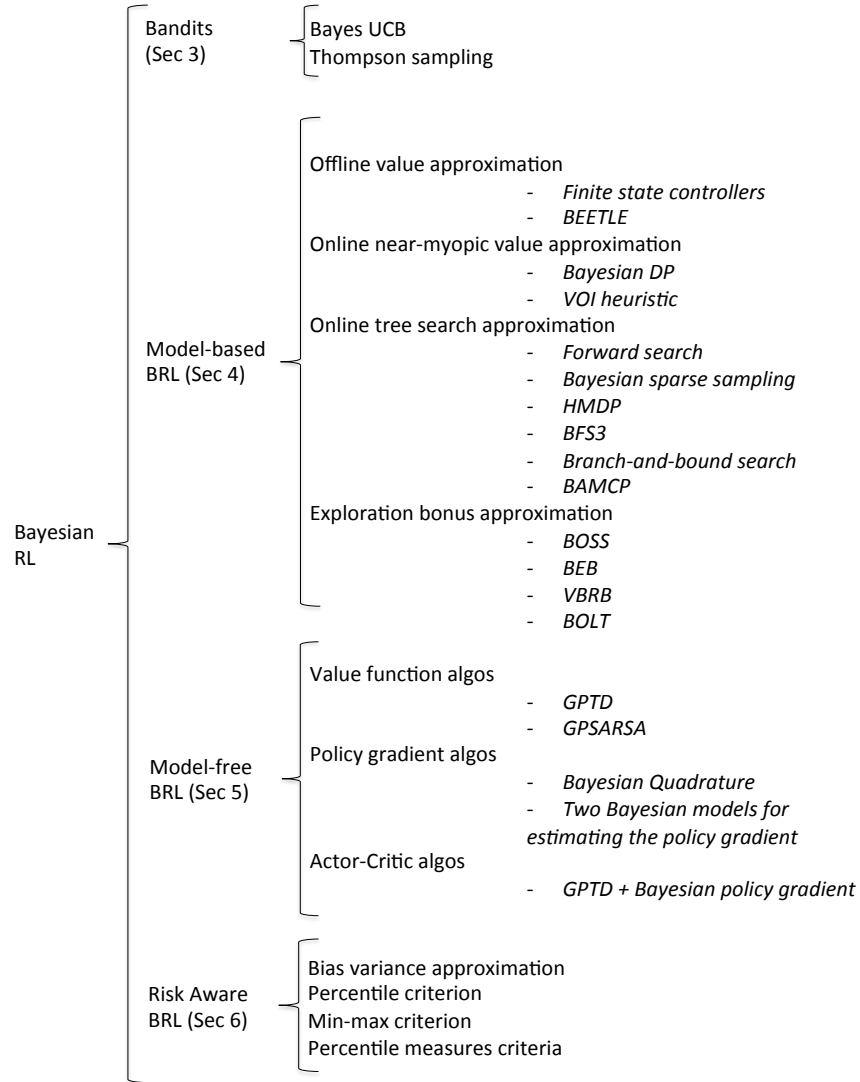 Bandits
(Sec 3)
Bayes UCB
Thompson sampling
Offline value approximation
- Finite state controllers
- BEETLE
Online near-myopic value approximation
- Bayesian DP
- VOI heuristic
Online tree search approximation
- Forward search
- Bayesian sparse sampling
- HMDP
- BFS3
- Branch-and-bound search
- BAMCP
Exploration bonus approximation
- BOSS
- BEB
- VBRB
- BOLT
Model-based
BRL (Sec 4)
Bayesian
RL
Value function algos
- GPTD
- GPSARSA
Policy gradient algos
- Bayesian Quadrature
- Two Bayesian models for
estimating the policy gradient
Actor-Critic algos
- GPTD + Bayesian policy gradient
Model-free
BRL (Sec 5)
Risk Aware
BRL (Sec 6)
Bias variance approximation
Percentile criterion
Min-max criterion
Percentile measures criteria